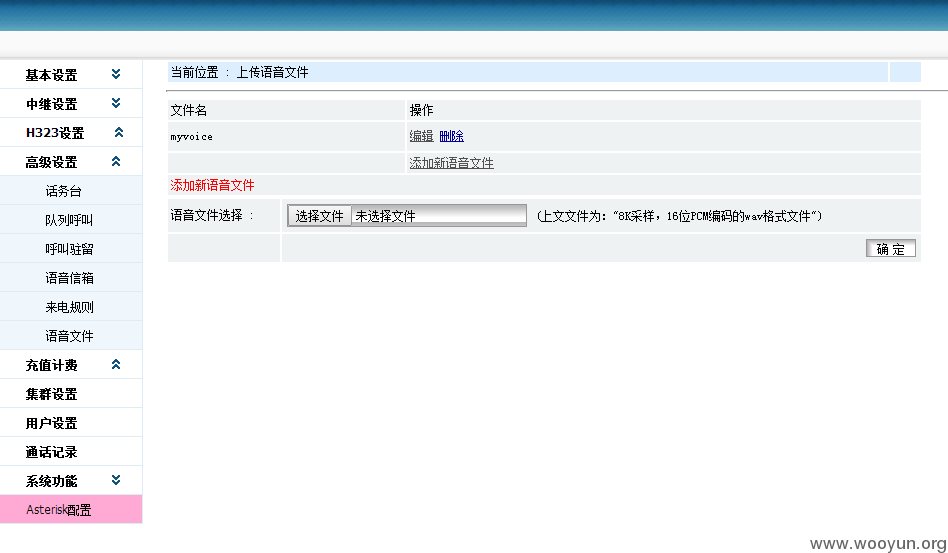 当前位置 : 上传语音文件
基本设置
中继设置
H323设置
高级设置
话务台
队列呼叫
呼叫驻留
语音信箱
来电规则
语音文件
充值计费
集群设置
用户设置
通话记录
系统功能
Asterisk配置
文件名 操作
myvoice 编辑 删除
添加新语音文件
添加新语音文件
语音文件选择 : 选择文件 未选择文件 (上文文件为："8K采样，16位PCM编码的wav格式文件")
确 定
www.wooyun.org